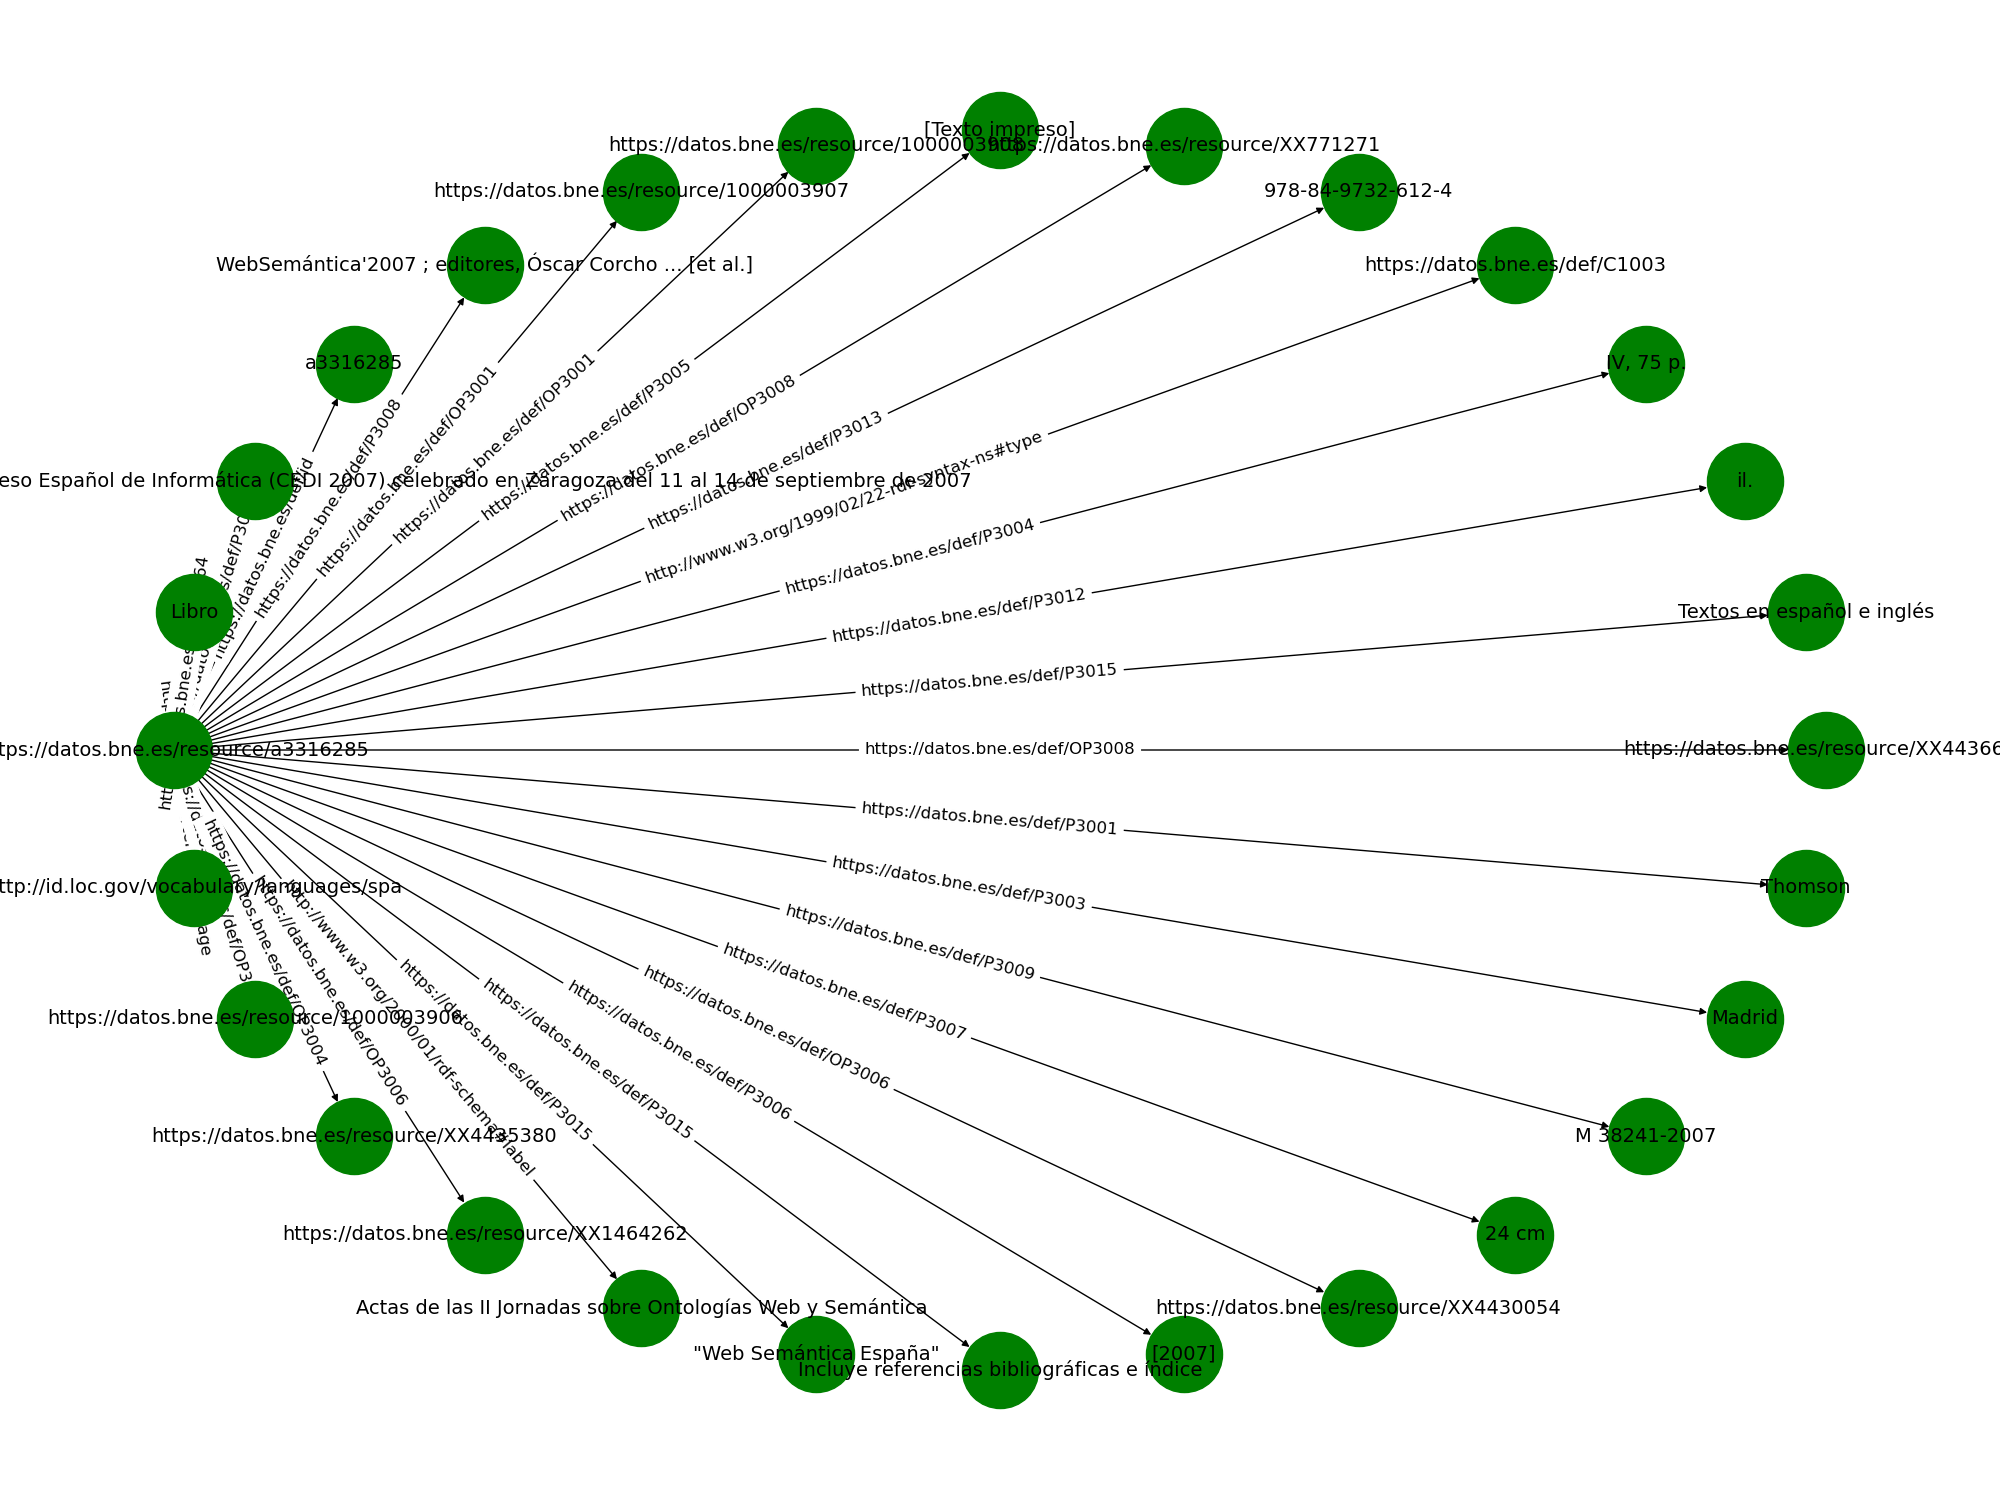 [Texto impreso]
https://datos.bne.es/resource/1000003908
https://datos.bne.es/resource/XX771271
https://datos.bne.es/resource/1000003907
978-84-9732-612-4
WebSemántica'2007 ; editores, Óscar Corcho ... [et al.]
https://datos.bne.es/def/C1003
a3316285
IV, 75 p.
eso Español de Informática (CEDI 2007) celebrado en Zaragoza del 11 al 14 de septiembre de 2007
il.
Libro
Textos en español e inglés
https://datos.bne.es/def/P3008
https://datos.bne.es/def/OP3001
https://datos.bne.es/def/OP3001
https://datos.bne.es/def/P3005
https://datos.bne.es/def/OP3008
https://datos.bne.es/def/P3013
http://www.w3.org/1999/02/22-rdf-syntax-ns#type
https://datos.bne.es/def/P3004
https://datos.bne.es/def/P3012
https://datos.bne.es/def/P3015
tps://datos.bne.es/resource/a3316285
https://datos.bne.es/def/OP3008
https://datos.bne.es/resource/XX44366
https://datos.bne.es/def/P3001
https://datos.bne.es/def/P3003
https://datos.bne.es/def/P3009
https://datos.bne.es/def/P3007
https://datos.bne.es/def/OP3006
https://datos.bne.es/def/P3006
https://datos.bne.es/def/P3015
https://datos.bne.es/def/P3015
http://www.w3.org/2000/01/rdf-schema#label
https://datos.bne.es/def/OP3006
https://datos.bne.es/def/OP3004
ttp://id.loc.gov/vocabulary/languages/spa
Thomson
https://datos.bne.es/resource/1000003906
Madrid
https://datos.bne.es/resource/XX4435380
M 38241-2007
https://datos.bne.es/resource/XX1464262
24 cm
Actas de las II Jornadas sobre Ontologías Web y Semántica
https://datos.bne.es/resource/XX4430054
"Web Semántica España"
[2007]
Incluye referencias bibliográficas e índice